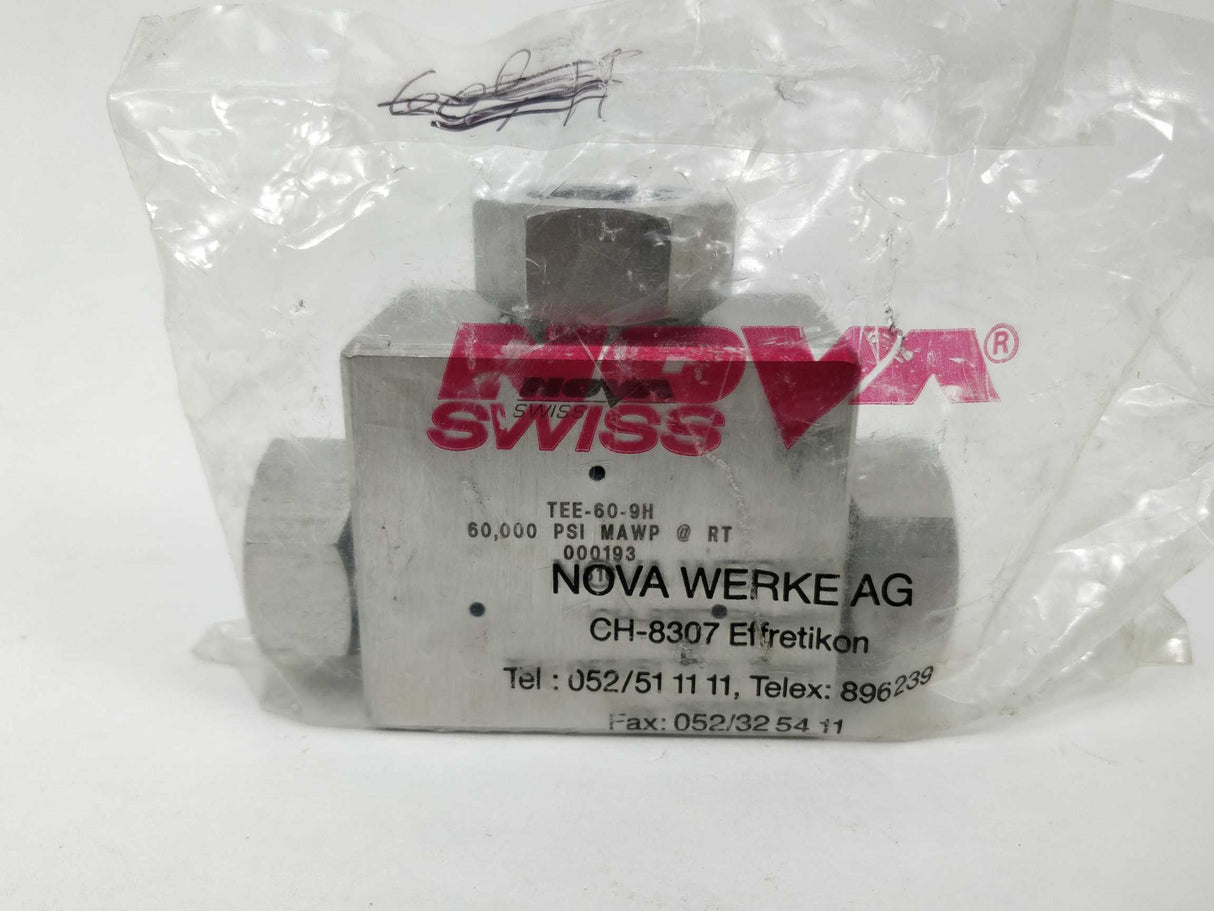 NOVA®
SWISS
NOVA
SWISS
TEE-60-9H
60,000 PSI MAWP @ RT
000193
NOVA WERKE AG
CH-8307 Effretikon
Tel : 052/51 11 11, Telex: 896239
Fax: 052/32 54 11